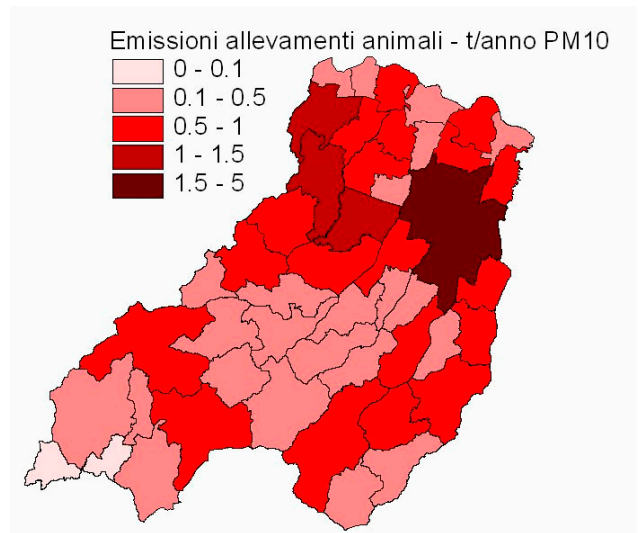 Emissioni allevamenti animali - t/anno PM10
0 - 0.1
0.1 - 0.5
0.5 - 1
1 - 1.5
1.5 - 5